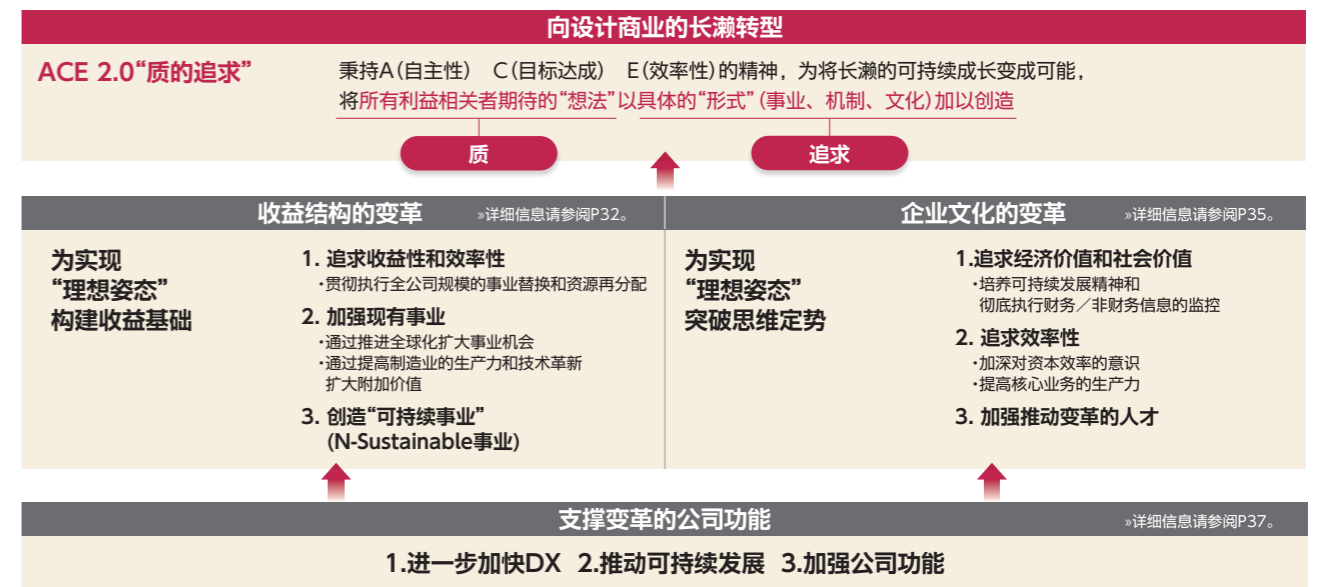 向设计商业的长濑转型
ACE 2.0“质的追求”
秉持A(自主性) C(目标达成) E(效率性)的精神，为将长濑的可持续成长变成可能，
将所有利益相关者期待的“想法”以具体的“形式”(事业、机制、文化)加以创造
质
追求
收益结构的变革 »详细信息请参阅P32。
为实现
“理想姿态”
构建收益基础
1. 追求收益性和效率性
·贯彻执行全公司规模的事业替换和资源再分配
2. 加强现有事业
·通过推进全球化扩大事业机会
·通过提高制造业的生产力和技术革新
扩大附加价值
3. 创造“可持续事业”
(N-Sustainable事业)
企业文化的变革 »详细信息请参阅P35。
为实现
“理想姿态”
突破思维定势
1.追求经济价值和社会价值
·培养可持续发展精神和
彻底执行财务／非财务信息的监控
2. 追求效率性
·加深对资本效率的意识
·提高核心业务的生产力
3. 加强推动变革的人才
支撑变革的公司功能 »详细信息请参阅P37。
1.进一步加快DX 2.推动可持续发展 3.加强公司功能